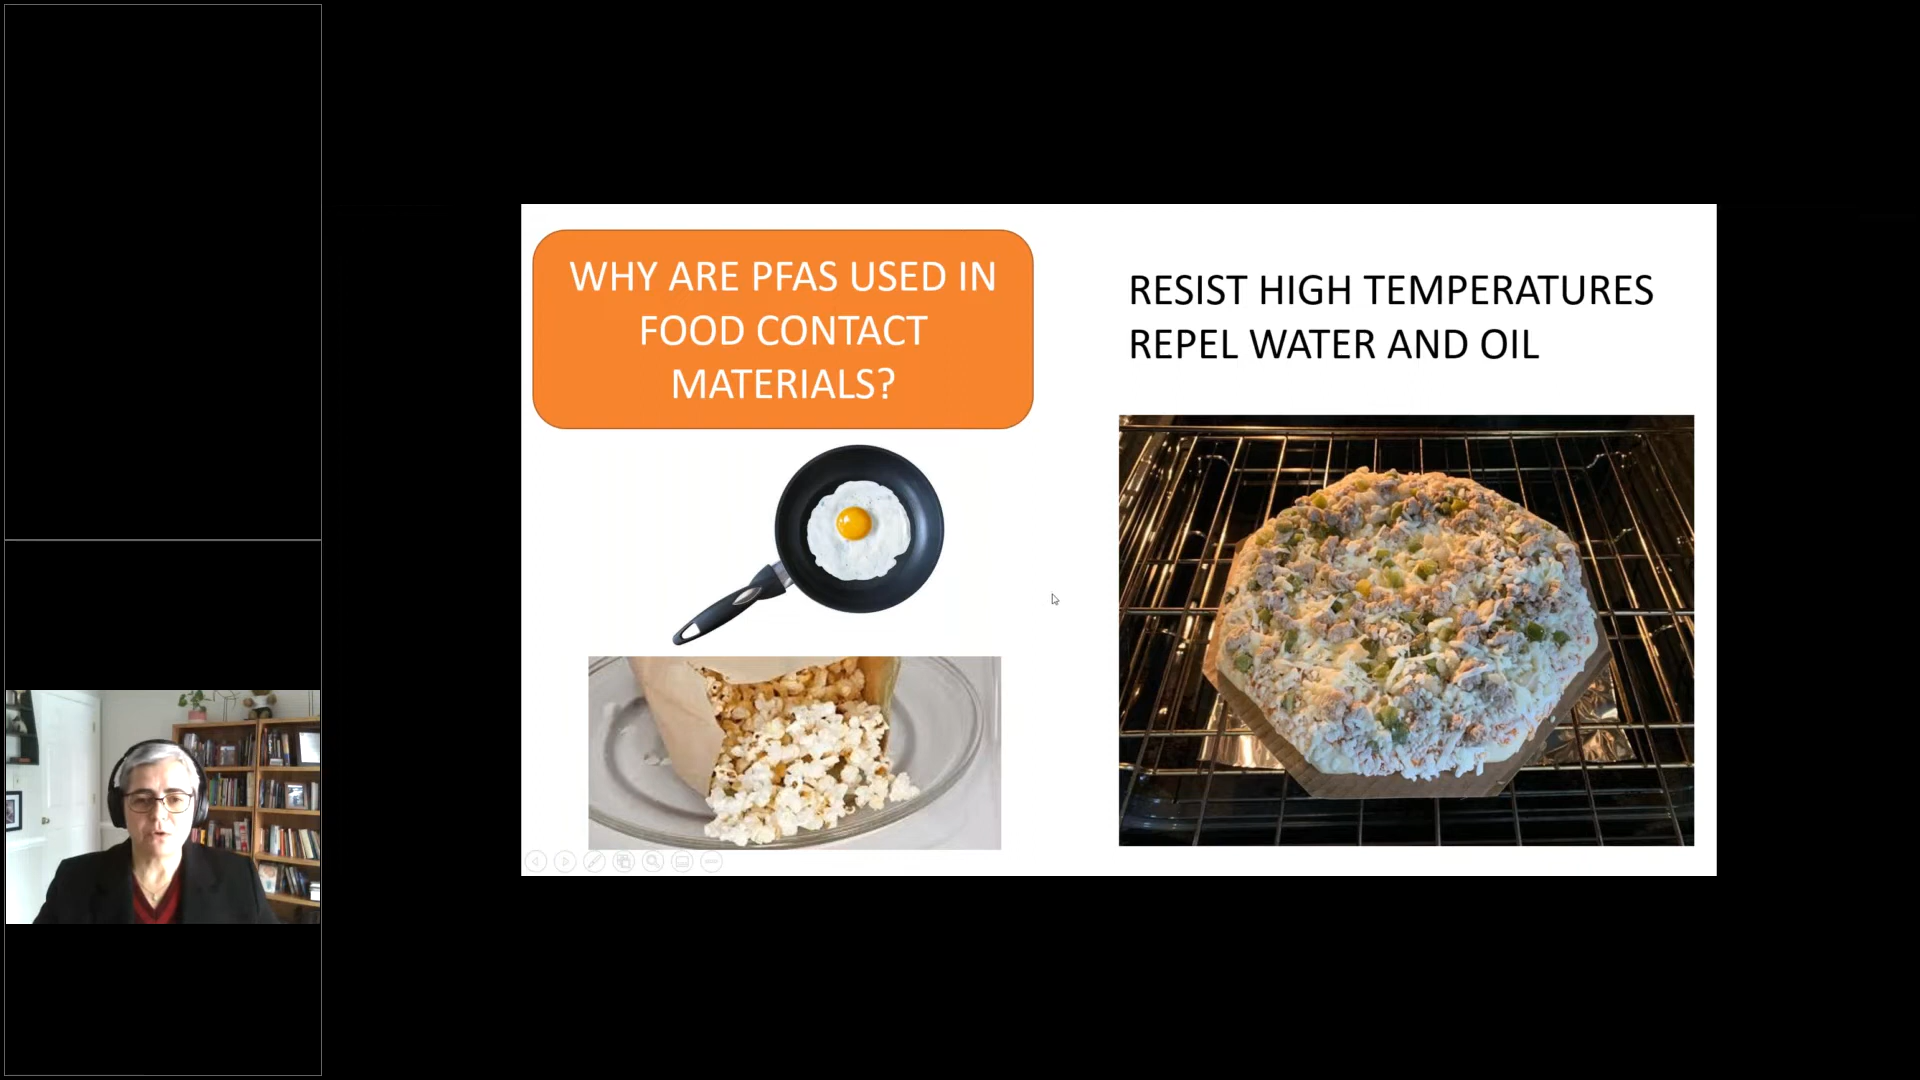 WHY ARE PFAS USED IN
FOOD CONTACT
MATERIALS?
RESIST HIGH TEMPERATURES
REPEL WATER AND OIL